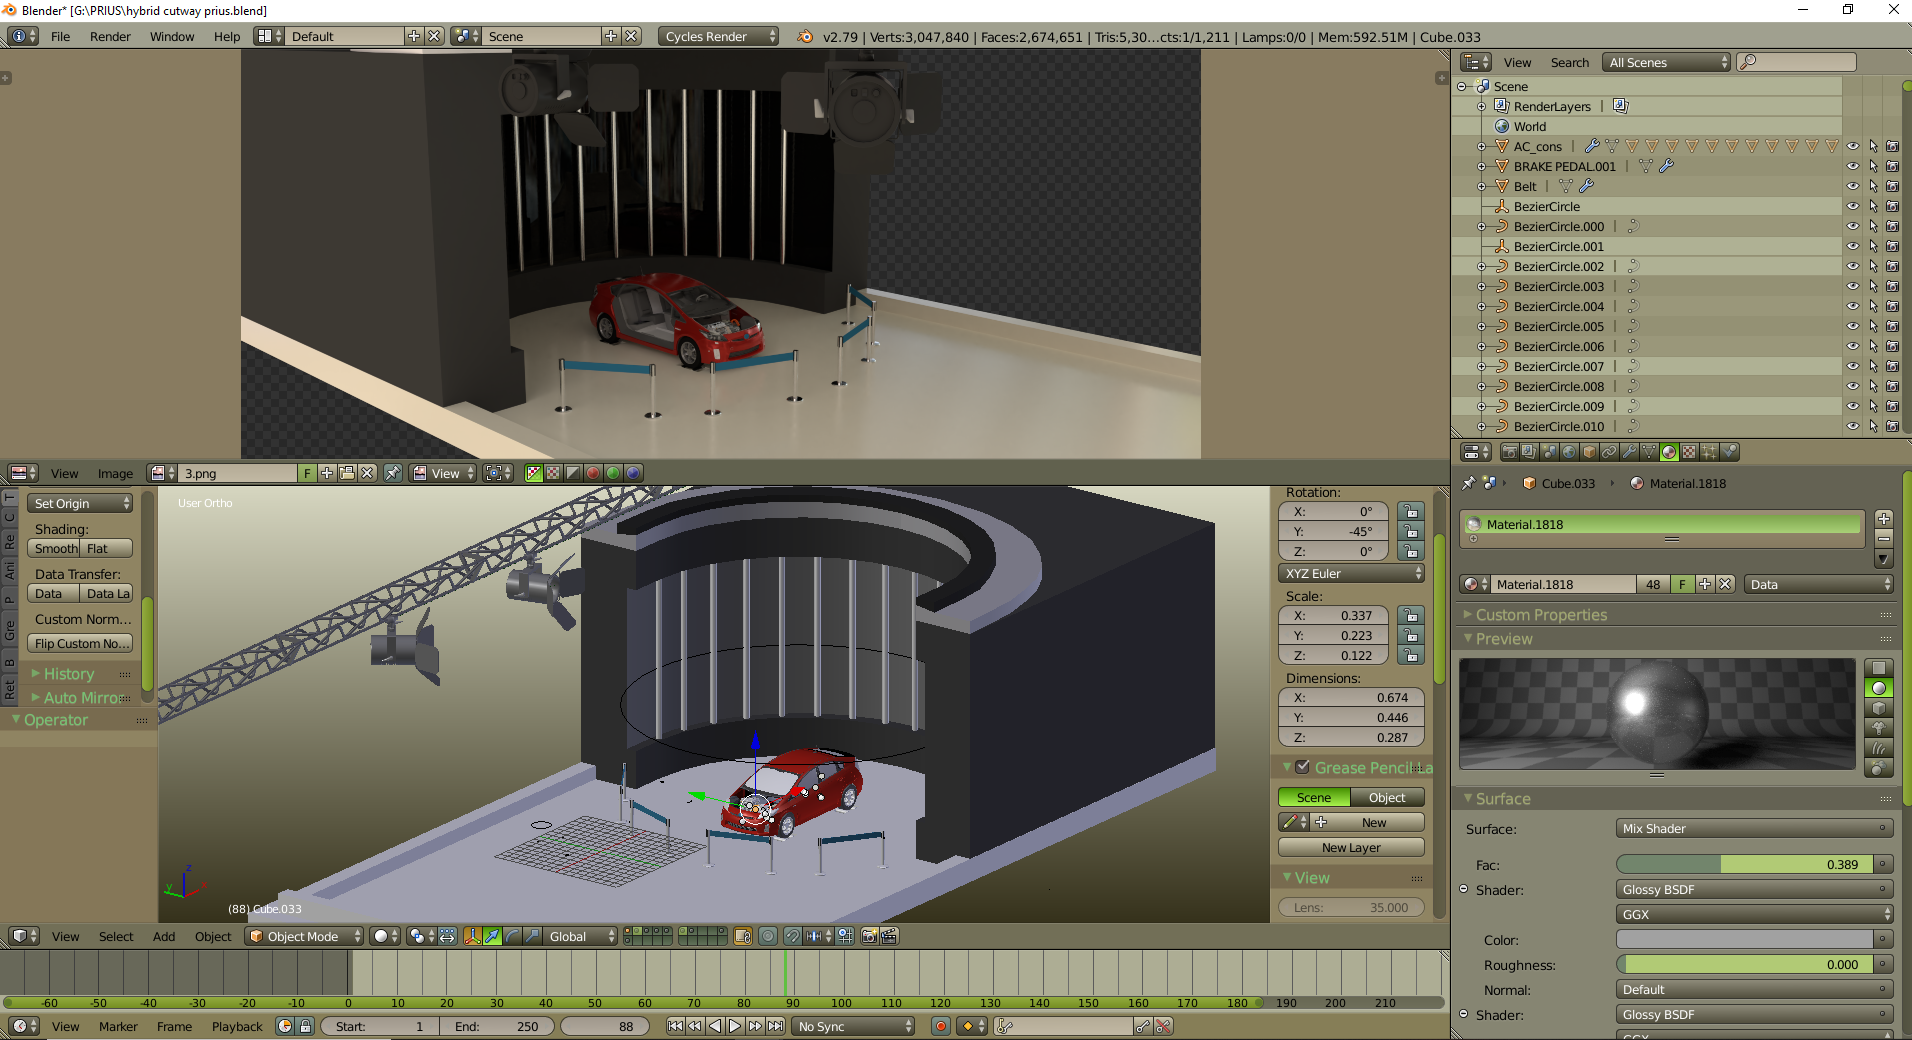 Blender* [G:\PRIUS\hybrid cutway prius.blend]
File Render Window Help Default Scene Cycles Render v2.79 | Verts:3,047,840 | Faces:2,674,651 | Tris:5,30...cts:1/1,211 | Lamps:0/0 | Mem:592.51M | Cube.033
View Search All Scenes
Scene
RenderLayers
World
AC_cons
BRAKE PEDAL.001
Belt
BezierCircle
BezierCircle.000
BezierCircle.001
BezierCircle.002
BezierCircle.003
BezierCircle.004
BezierCircle.005
BezierCircle.006
BezierCircle.007
BezierCircle.008
BezierCircle.009
BezierCircle.010
View Image 3.png F View
T
C
Re
Ani
P
Gre
B
Ret
Set Origin
Shading:
Smooth Flat
Data Transfer:
Data Data La
Custom Norm...
Flip Custom No...
History
Auto Mirro
Operator
User Ortho
(88) Cube.033
Rotation:
X: 0°
Y: -45°
Z: 0°
XYZ Euler
Scale:
X: 0.337
Y: 0.223
Z: 0.122
Dimensions:
X: 0.674
Y: 0.446
Z: 0.287
Grease Pencil La
Scene Object
New
New Layer
View
Lens: 35.000
z
y
View Select Add Object Object Mode Global
-60 -50 -40 -30 -20 -10 0 10 20 30 40 50 60 70 80 90 100 110 120 130 140 150 160 170 180 190 200 210
View Marker Frame Playback Start: 1 End: 250 88 No Sync
Cube.033 Material.1818
Material.1818
Material.1818 48 F Data
Custom Properties
Preview
Surface
Surface: Mix Shader
Fac: 0.389
Shader: Glossy BSDF
GGX
Color:
Roughness: 0.000
Normal: Default
Shader: Glossy BSDF
GGX